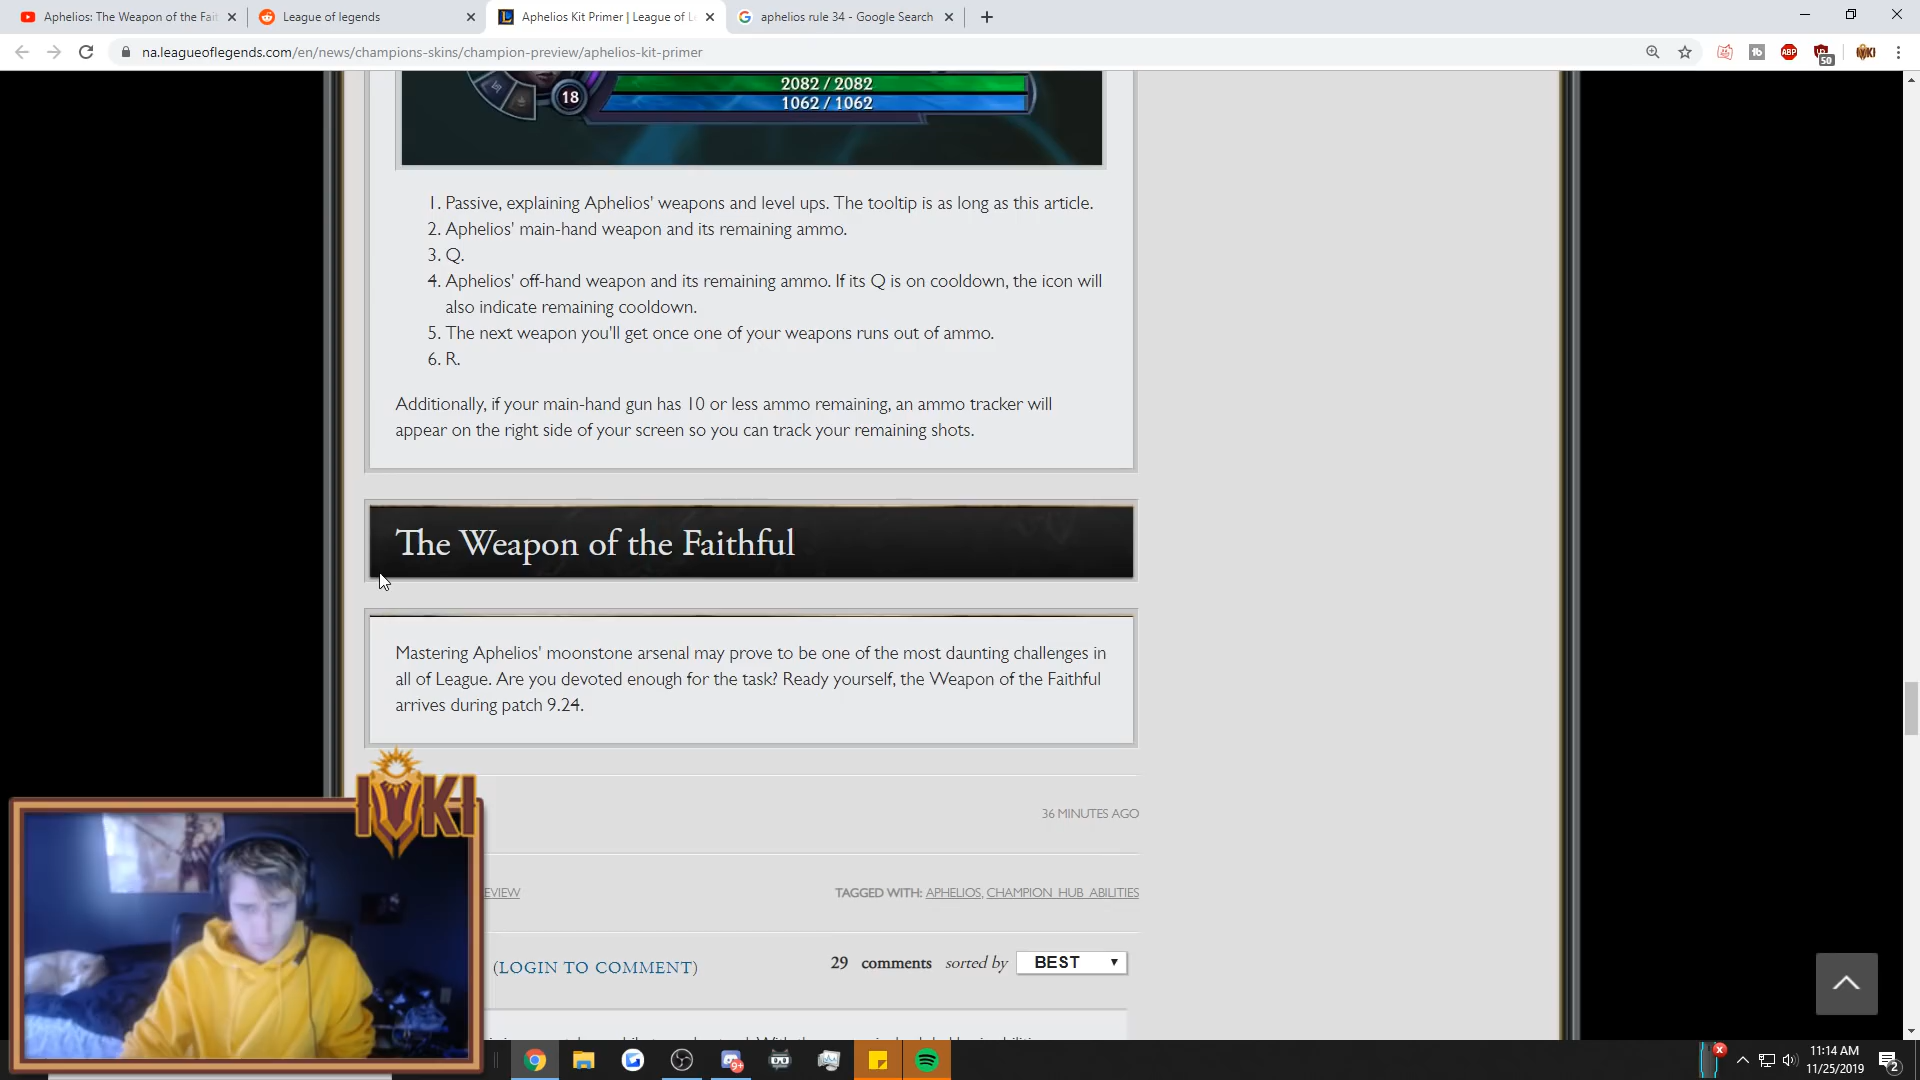 Aphelios: The Weapon of the Fait
League of legends
Aphelios Kit Primer | League of L
aphelios rule 34 - Google Search
na.leagueoflegends.com/en/news/champions-skins/champion-preview/aphelios-kit-primer
tb
ABP
50
IWKI
2082 / 2082
18
1062 / 1062
1. Passive, explaining Aphelios' weapons and level ups. The tooltip is as long as this article.
2. Aphelios' main-hand weapon and its remaining ammo.
3. Q.
4. Aphelios' off-hand weapon and its remaining ammo. If its Q is on cooldown, the icon will
also indicate remaining cooldown.
5. The next weapon you'll get once one of your weapons runs out of ammo.
6. R.
Additionally, if your main-hand gun has 10 or less ammo remaining, an ammo tracker will
appear on the right side of your screen so you can track your remaining shots.
The Weapon of the Faithful
Mastering Aphelios' moonstone arsenal may prove to be one of the most daunting challenges in
all of League. Are you devoted enough for the task? Ready yourself, the Weapon of the Faithful
arrives during patch 9.24.
IWKI
36 MINUTES AGO
EVIEW
TAGGED WITH: APHELIOS, CHAMPION HUB ABILITIES
(LOGIN TO COMMENT)
29 comments sorted by BEST
9+
11:14 AM
11/25/2019
2